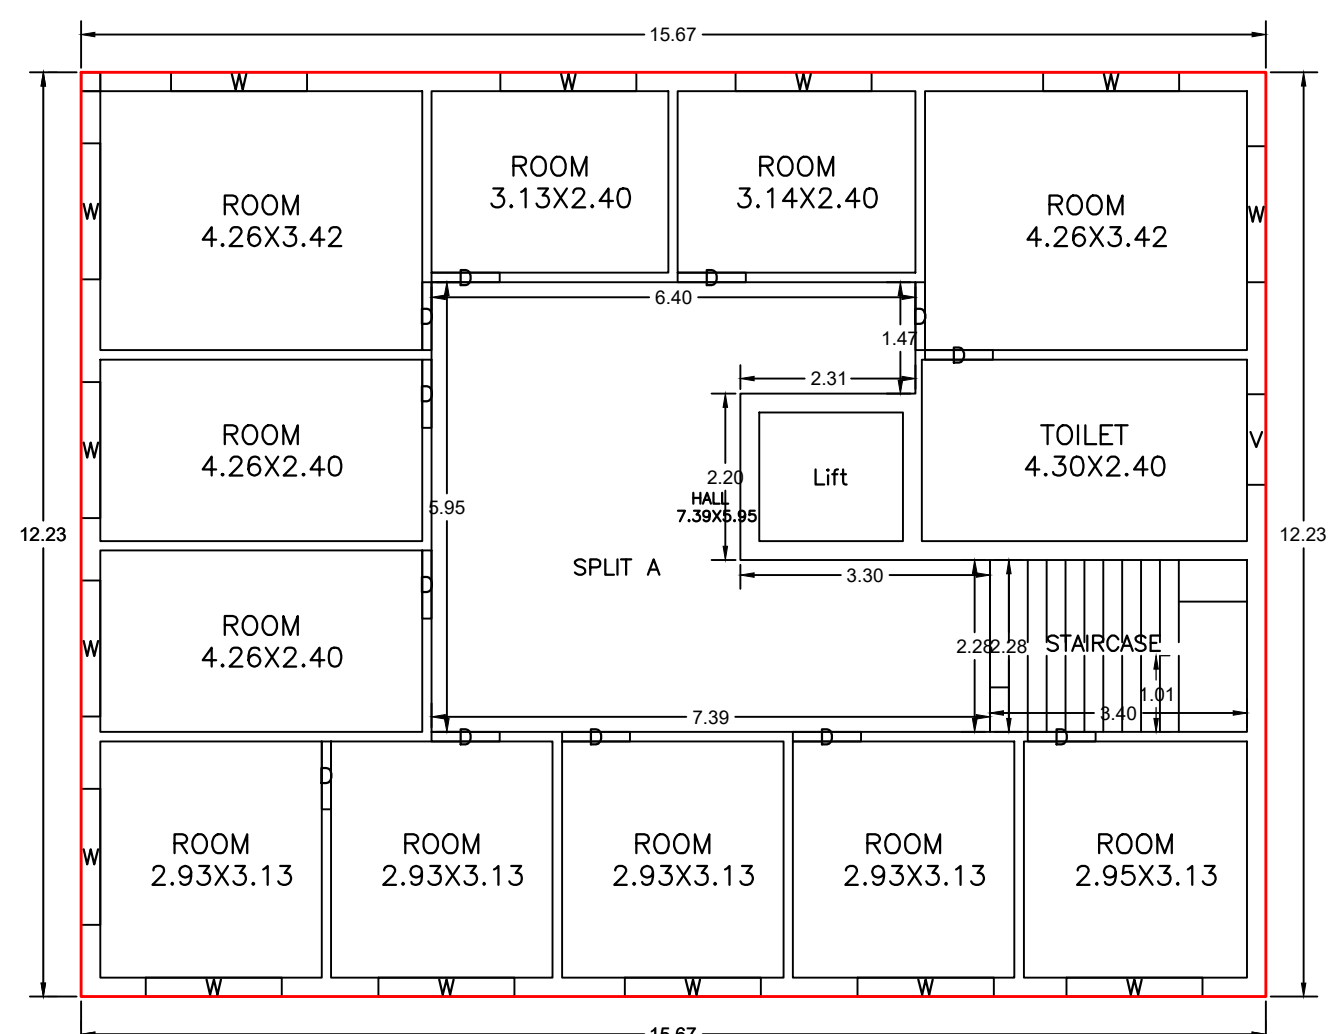 15.67
W
W
W
W
ROOM
3.13X2.40
ROOM
3.14X2.40
ROOM
4.26X3.42
ROOM
4.26X3.42
W
W
D
D
6.40
D
D
1.47
D
2.31
D
ROOM
4.26X2.40
W
TOILET
4.30X2.40
V
Lift
2.20
HALL
7.39X5.95
5.95
12.23
12.23
SPLIT A
3.30
D
ROOM
4.26X2.40
W
2.28
2.28
STAIRCASE
1.01
3.40
7.39
D
D
D
D
D
W
ROOM
2.93X3.13
ROOM
2.93X3.13
ROOM
2.93X3.13
ROOM
2.93X3.13
ROOM
2.95X3.13
W
W
W
W
15.67